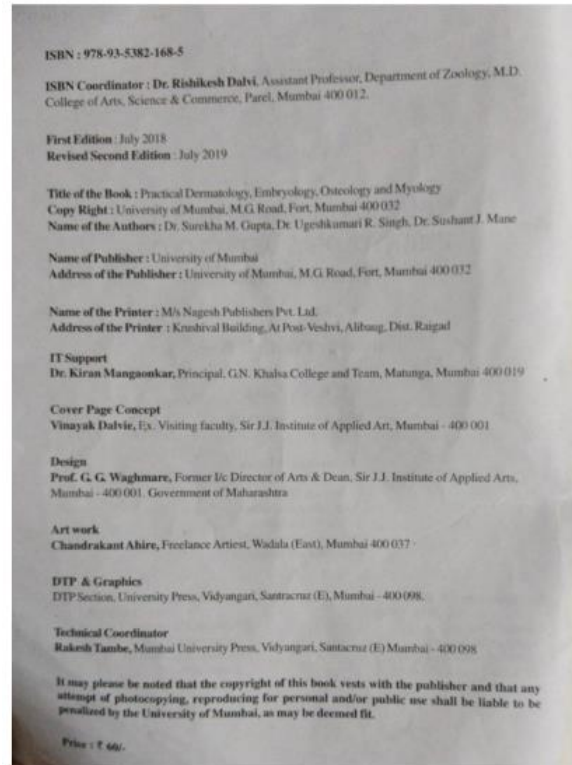 ISBN : 978-93-5382-168-5
ISBN Coordinator : Dr. Rishikesh Dalvi, Assistant Professor, Department of Zoology, M.D.
College of Arts, Science & Commerce, Parel, Mumbai 400 012.
First Edition : July 2018
Revised Second Edition : July 2019
Title of the Book : Practical Dermatology, Embryology, Osteology and Myology
Copy Right : University of Mumbai, M.G. Road, Fort, Mumbai 400 032
Name of the Authors : Dr. Surekha M. Gupta, Dr. Ugeshkumari R. Singh, Dr. Sushant J. Mane
Name of Publisher : University of Mumbai
Address of the Publisher : University of Mumbai, M.G. Road, Fort, Mumbai 400 032
Name of the Printer : M/s Nagesh Publishers Pvt. Ltd.
Address of the Printer : Krushival Building, At Post-Veshvi, Alibaug, Dist. Raigad
IT Support
Dr. Kiran Mangaonkar, Principal, G.N. Khalsa College and Team, Matunga, Mumbai 400 019
Cover Page Concept
Vinayak Dalvie, Ex. Visiting faculty, Sir J.J. Institute of Applied Art, Mumbai - 400 001
Design
Prof. G. G. Waghmare, Former I/c Director of Arts & Dean, Sir J.J. Institute of Applied Arts,
Mumbai - 400 001. Government of Maharashtra
Art work
Chandrakant Ahire, Freelance Artiest, Wadala (East), Mumbai 400 037
DTP & Graphics
DTP Section, University Press, Vidyangari, Santracruz (E), Mumbai - 400 098.
Technical Coordinator
Rakesh Tambe, Mumbai University Press, Vidyangari, Santacruz (E) Mumbai - 400 098
It may please be noted that the copyright of this book vests with the publisher and that any
attempt of photocopying, reproducing for personal and/or public use shall be liable to be
penalized by the University of Mumbai, as may be deemed fit.
Price : ₹ 60/-